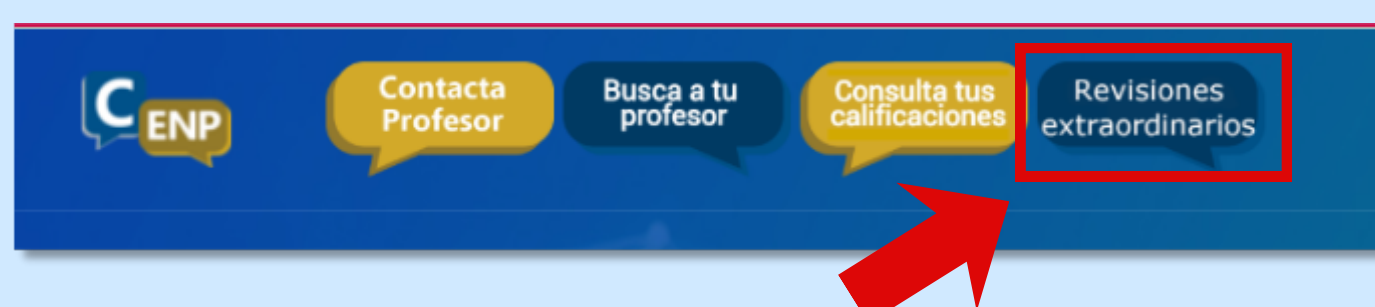 C ENP
Contacta
Profesor
Busca a tu
profesor
Consulta tus
calificaciones
Revisiones
extraordinarios